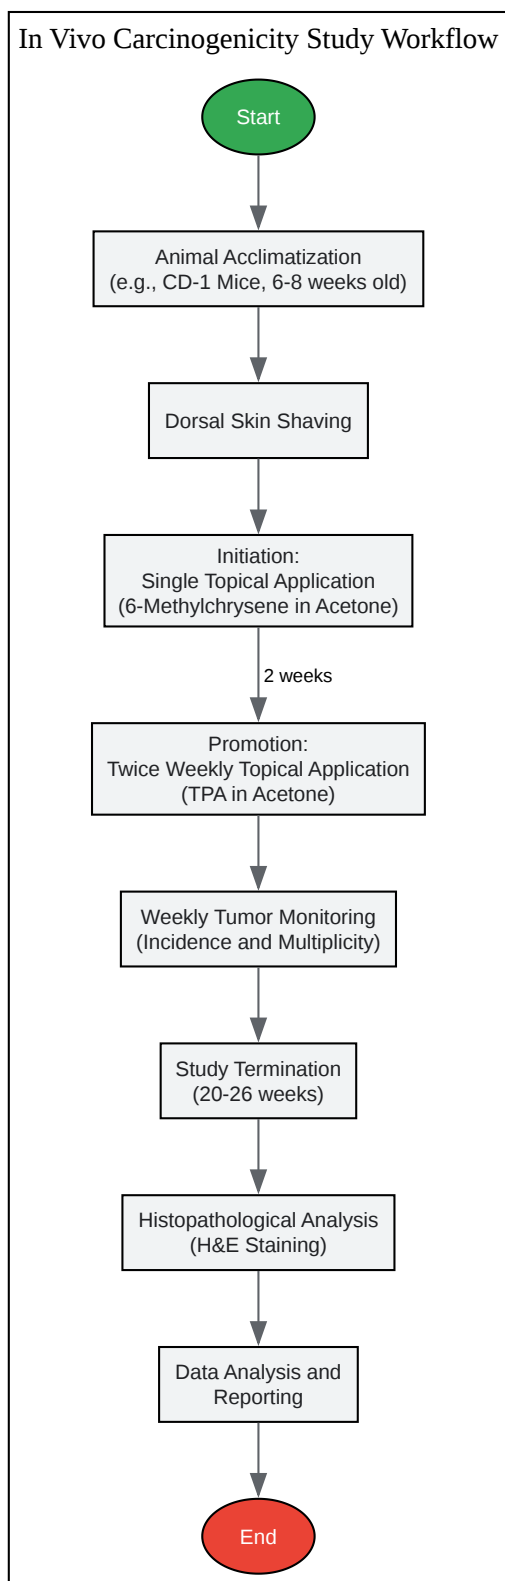 In Vivo Carcinogenicity Study Workflow
Start
Animal Acclimatization
(e.g., CD-1 Mice, 6-8 weeks old)
Dorsal Skin Shaving
Initiation:
Single Topical Application
(6-Methylchrysene in Acetone)
2 weeks
Promotion:
Twice Weekly Topical Application
(TPA in Acetone)
Weekly Tumor Monitoring
(Incidence and Multiplicity)
Study Termination
(20-26 weeks)
Histopathological Analysis
(H&E Staining)
Data Analysis and
Reporting
End